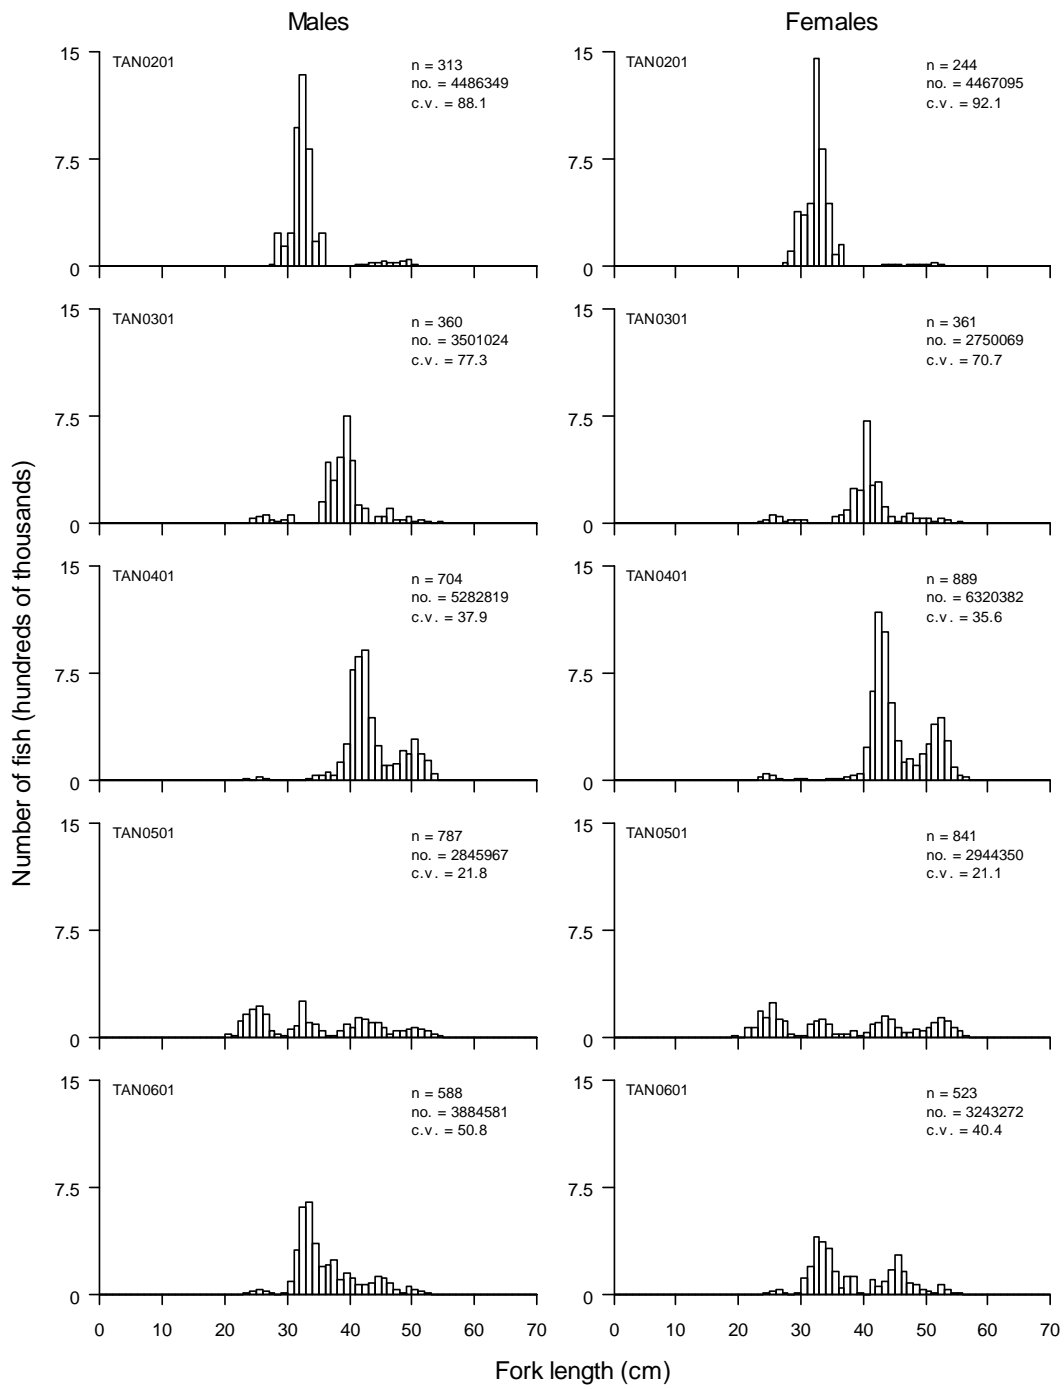 Males Females
15
7.5
0
TAN0201
n = 313
no. = 4486349
c.v. = 88.1
15
7.5
0
TAN0201
n = 244
no. = 4467095
c.v. = 92.1
15
7.5
0
TAN0301
n = 360
no. = 3501024
c.v. = 77.3
15
7.5
0
TAN0301
n = 361
no. = 2750069
c.v. = 70.7
15
7.5
0
TAN0401
n = 704
no. = 5282819
c.v. = 37.9
15
7.5
0
TAN0401
n = 889
no. = 6320382
c.v. = 35.6
15
7.5
0
TAN0501
n = 787
no. = 2845967
c.v. = 21.8
15
7.5
0
TAN0501
n = 841
no. = 2944350
c.v. = 21.1
15
7.5
0
TAN0601
n = 588
no. = 3884581
c.v. = 50.8
15
7.5
0
TAN0601
n = 523
no. = 3243272
c.v. = 40.4
0 10 20 30 40 50 60 70
0 10 20 30 40 50 60 70
Number of fish (hundreds of thousands)
Fork length (cm)